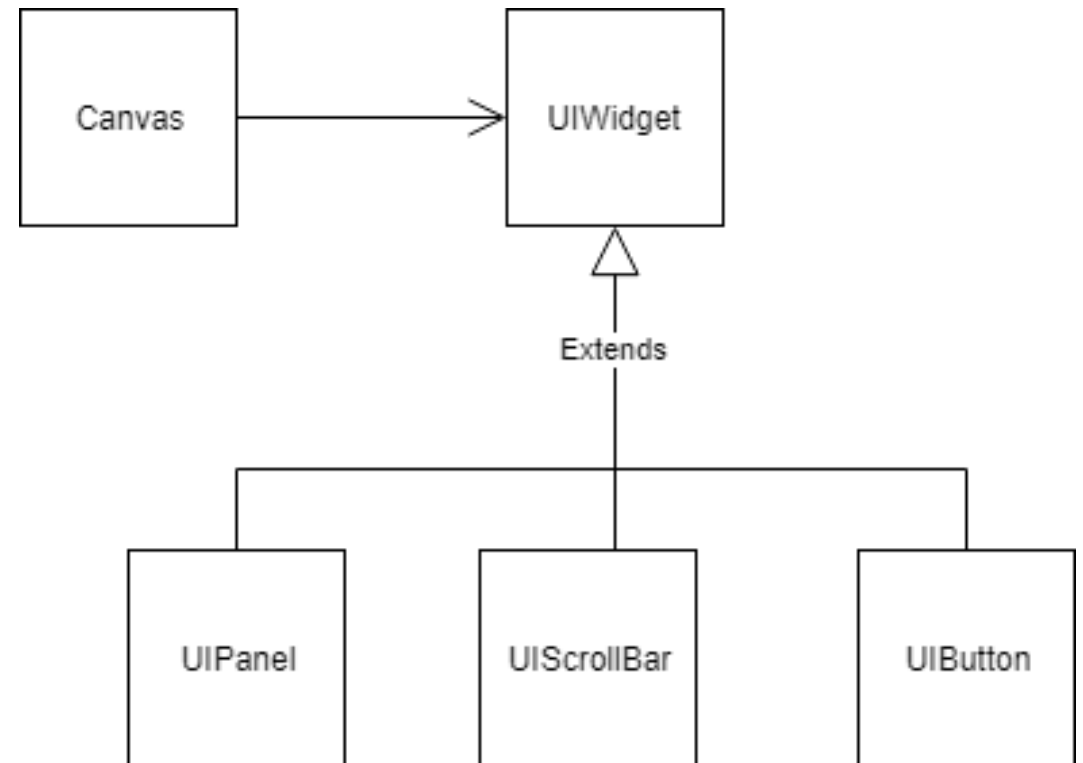 Canvas
UIWidget
Extends
UIPanel
UIScrollBar
UIButton